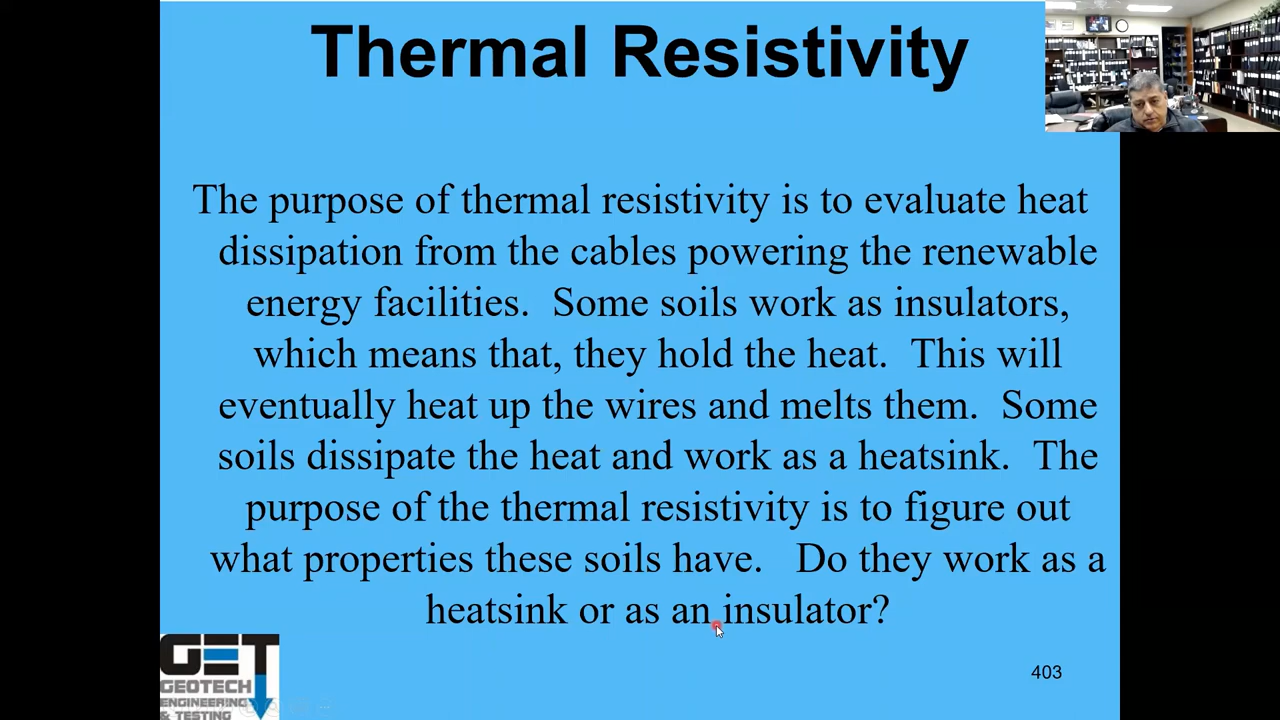 Thermal Resistivity
The purpose of thermal resistivity is to evaluate heat
dissipation from the cables powering the renewable
energy facilities.  Some soils work as insulators,
which means that, they hold the heat.  This will
eventually heat up the wires and melts them.  Some
soils dissipate the heat and work as a heatsink.  The
purpose of the thermal resistivity is to figure out
what properties these soils have.   Do they work as a
heatsink or as an insulator?
GET
GEOTECH
ENGINEERING
& TESTING
403